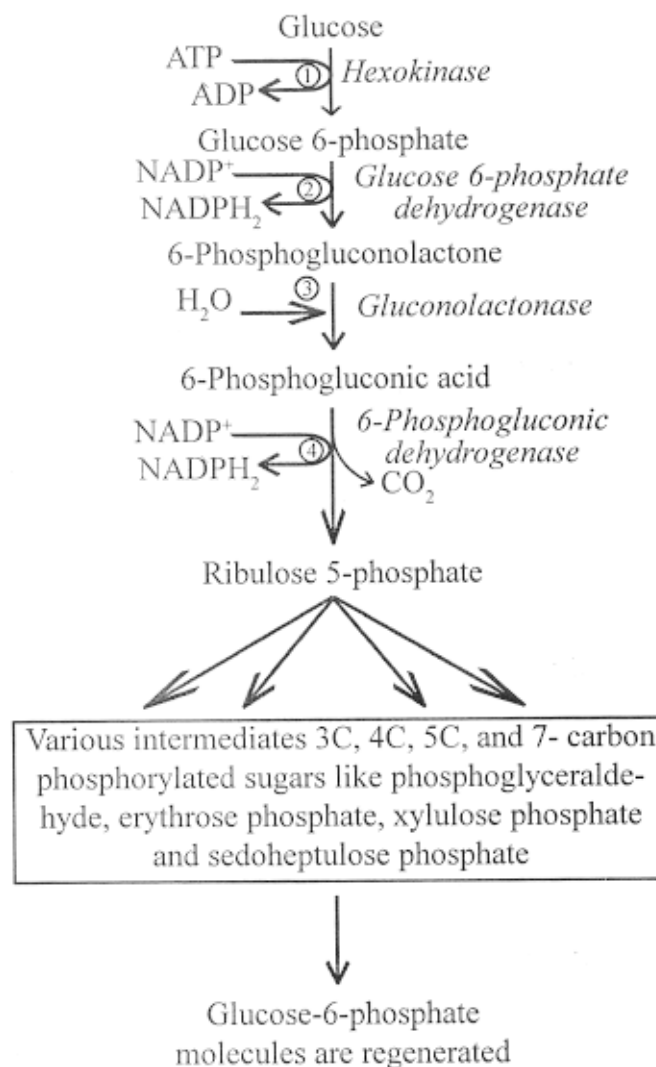 Glucose
ATP
① Hexokinase
ADP
Glucose 6-phosphate
NADP⁺
② Glucose 6-phosphate
dehydrogenase
NADPH₂
6-Phosphogluconolactone
③
H₂O
Gluconolactonase
6-Phosphogluconic acid
NADP⁺
④ 6-Phosphogluconic
dehydrogenase
NADPH₂
CO₂
Ribulose 5-phosphate
Various intermediates 3C, 4C, 5C, and 7- carbon
phosphorylated sugars like phosphoglyceralde-
hyde, erythrose phosphate, xylulose phosphate
and sedoheptulose phosphate
Glucose-6-phosphate
molecules are regenerated